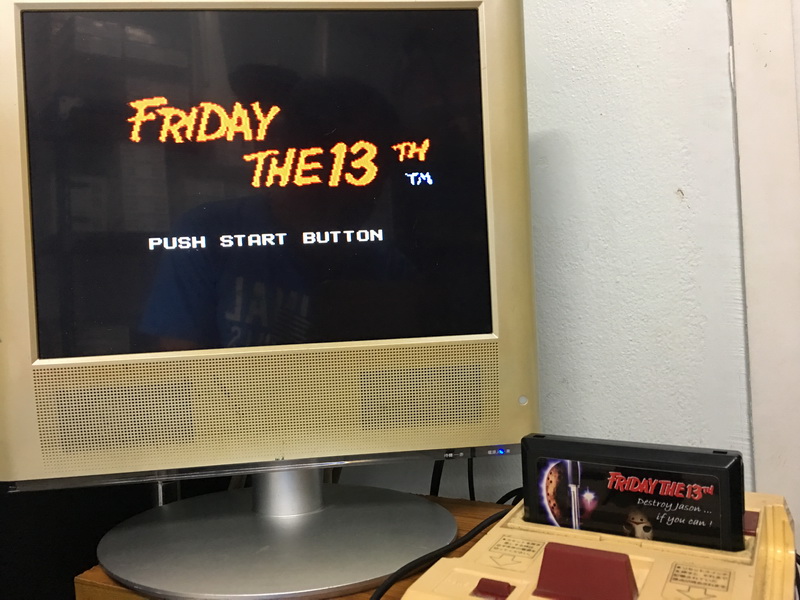 FRIDAY
THE 13TH
TM
PUSH START BUTTON
FRIDAY THE 13TH
Destroy Jason ...
if you can !